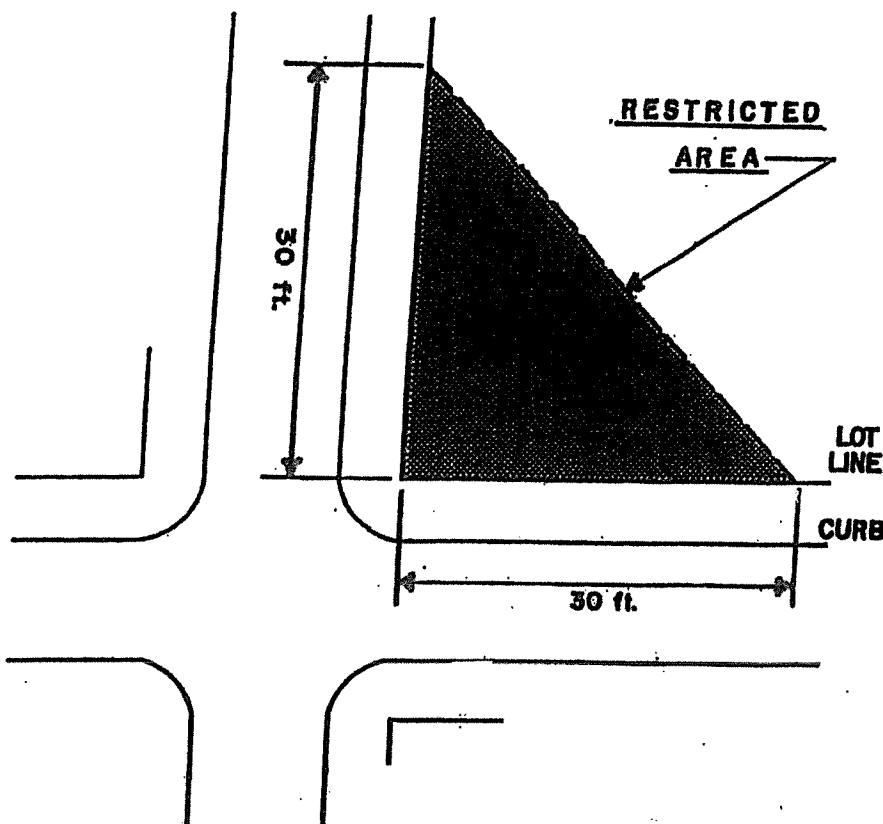 RESTRICTED
AREA
30 ft.
LOT
LINE
CURB
30 ft.